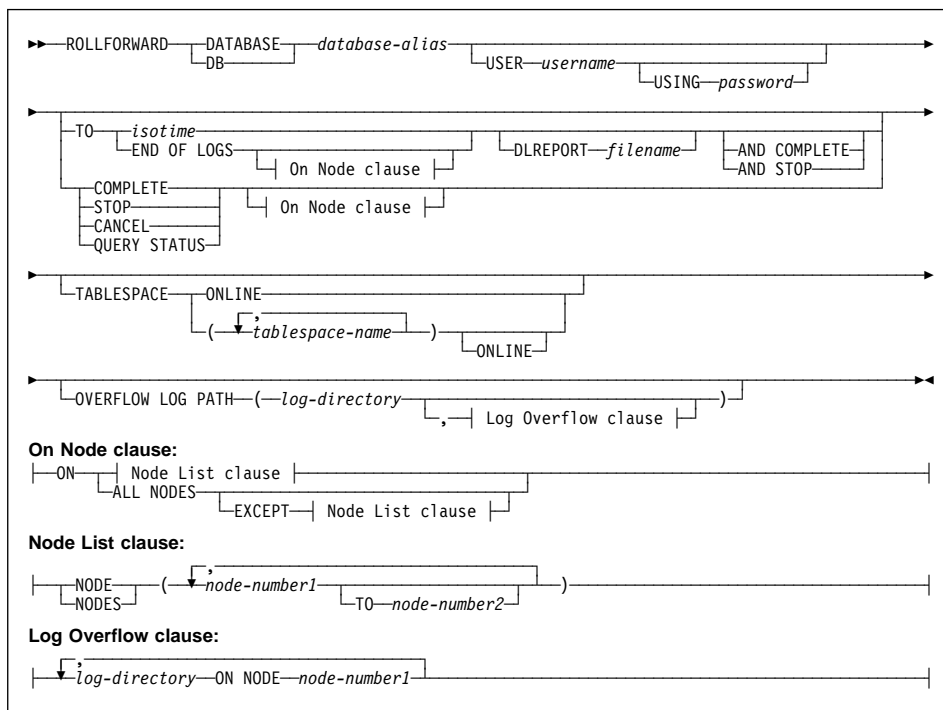 ROLLFORWARD DATABASE database-alias
DB USER username
USING password
TO isotime
END OF LOGS DLREPORT filename AND COMPLETE
On Node clause AND STOP
COMPLETE
STOP On Node clause
CANCEL
QUERY STATUS
TABLESPACE ONLINE
,
( tablespace-name )
ONLINE
OVERFLOW LOG PATH ( log-directory )
, Log Overflow clause
On Node clause:
ON Node List clause
ALL NODES
EXCEPT Node List clause
Node List clause:
,
NODE ( node-number1 )
NODES TO node-number2
Log Overflow clause:
,
log-directory ON NODE node-number1